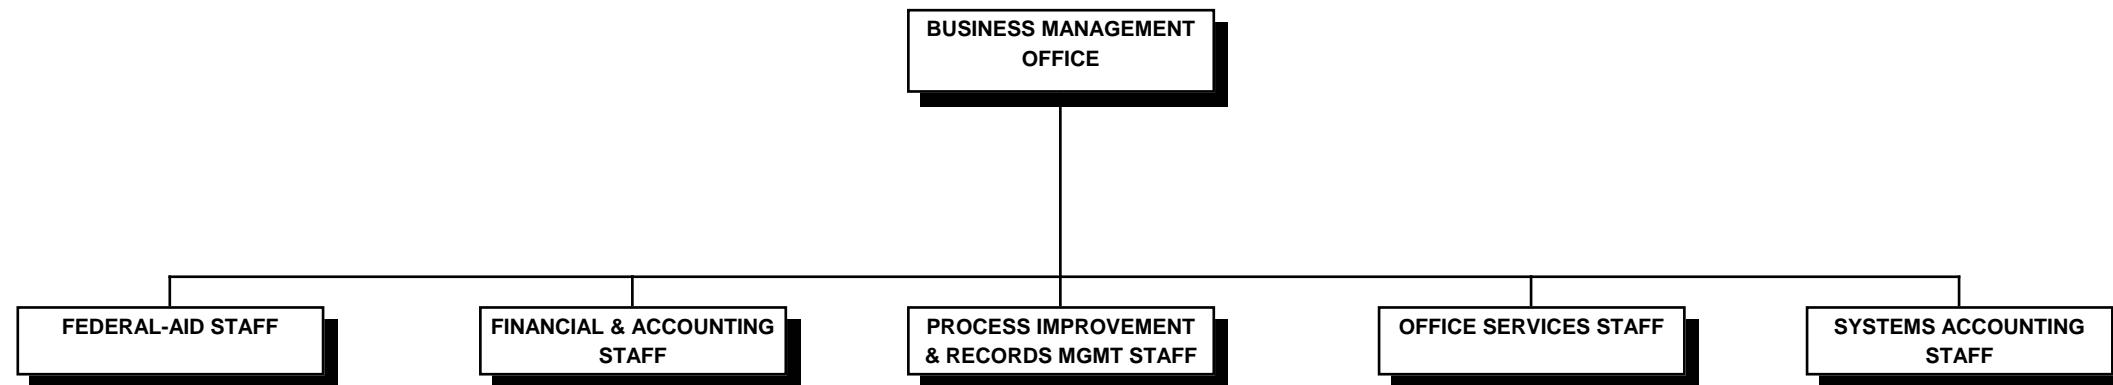 BUSINESS MANAGEMENT
OFFICE
FEDERAL-AID STAFF
FINANCIAL & ACCOUNTING
STAFF
PROCESS IMPROVEMENT
& RECORDS MGMT STAFF
OFFICE SERVICES STAFF
SYSTEMS ACCOUNTING
STAFF